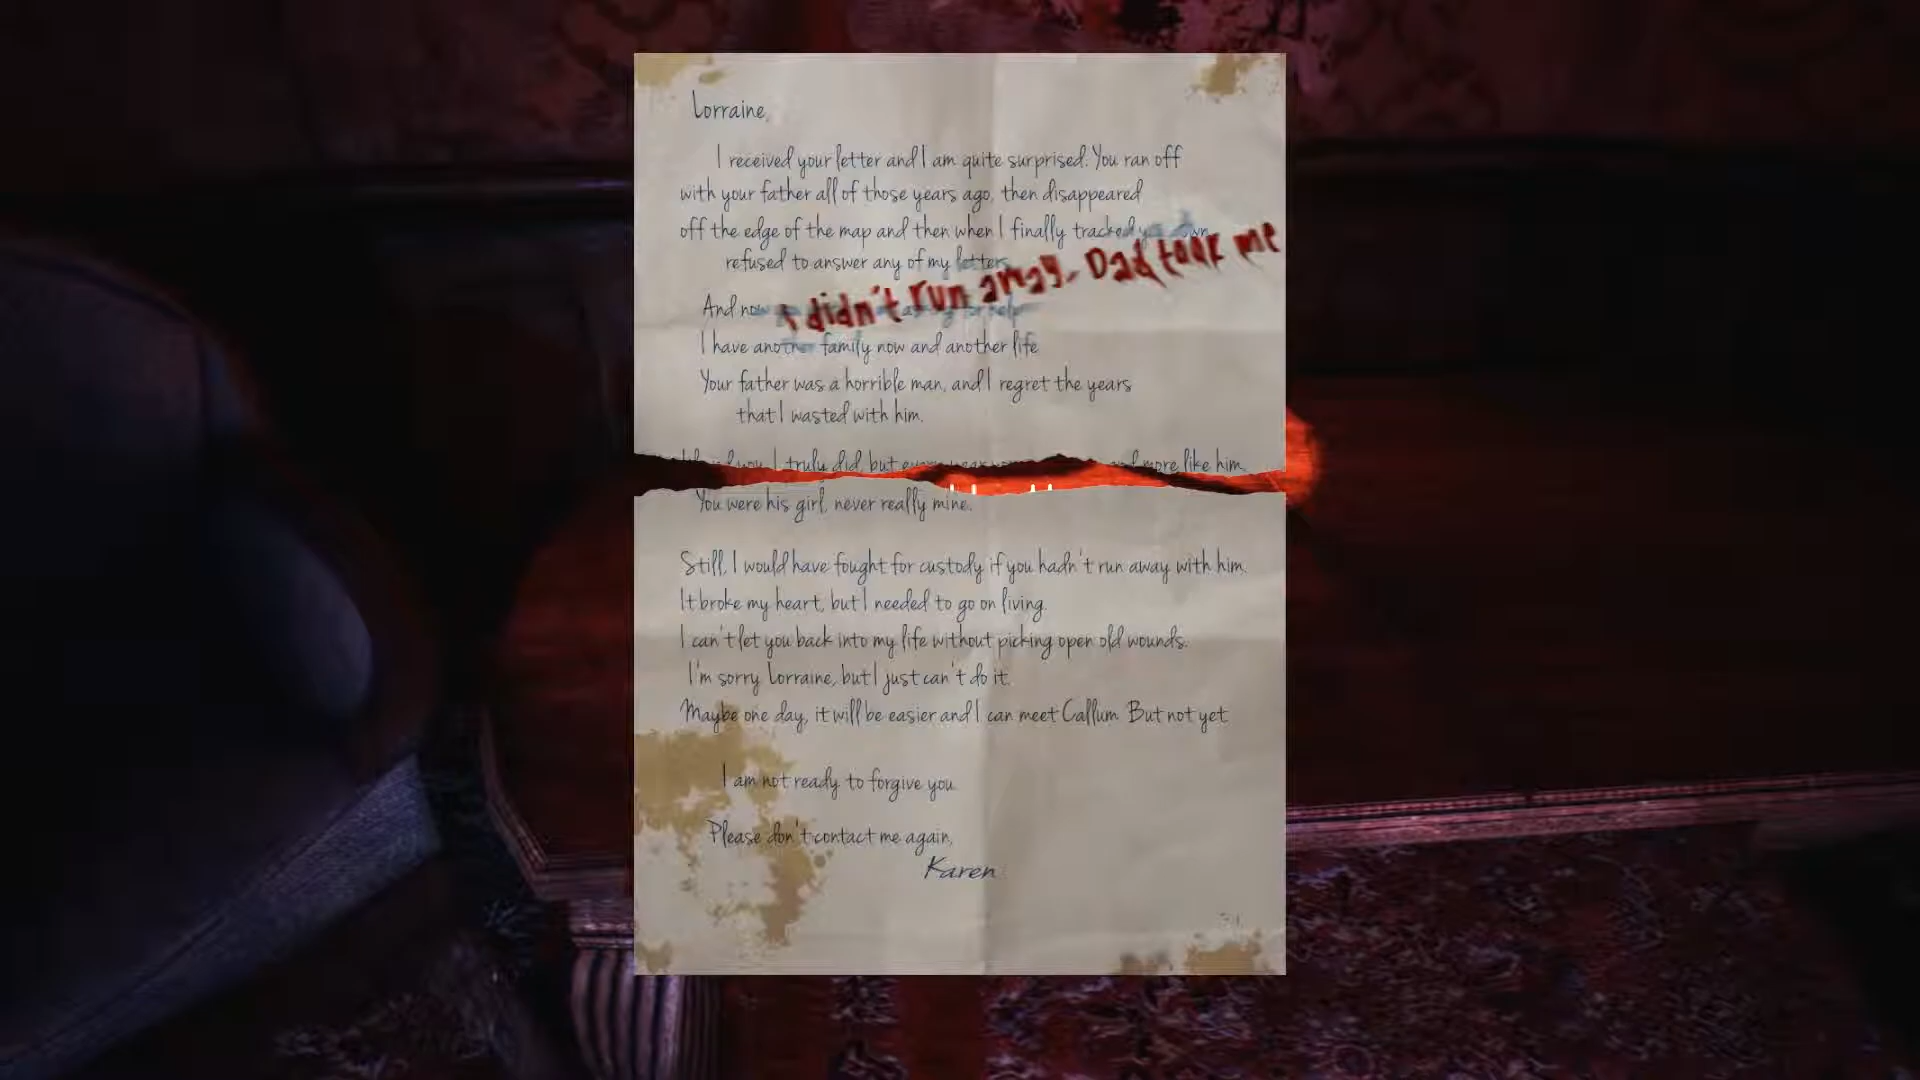 Lorraine,
I received your letter and I am quite surprised. You ran off
with your father all of those years ago, then disappeared
off the edge of the map and then when I finally tracked
refused to answer any of my letters
I didn't run away. Dad took me
And now
I have another family now and another life
Your father was a horrible man, and I regret the years
that I wasted with him.
I truly did, but more like him
You were his girl, never really mine.
Still, I would have fought for custody if you hadn't run away with him.
It broke my heart, but I needed to go on living.
I can't let you back into my life without picking open old wounds.
I'm sorry Lorraine, but I just can't do it.
Maybe one day, it will be easier and I can meet Callum. But not yet
I am not ready to forgive you.
Please don't contact me again,
Karen